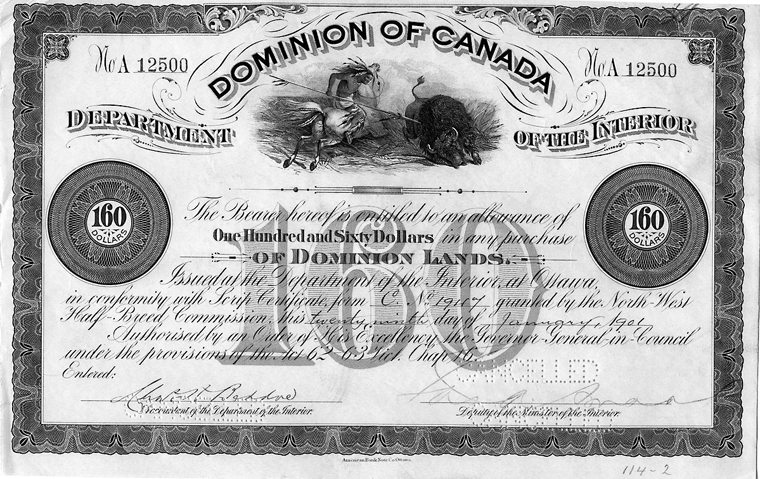 DOMINION OF CANADA
No A 12500
No A 12500
DEPARTMENT OF THE INTERIOR
160 DOLLARS
160 DOLLARS
160
The Bearer hereof is entitled to an allowance of
One Hundred and Sixty Dollars in any purchase
OF DOMINION LANDS.
Issued at the Department of the Interior, at Ottawa,
in conformity with Scrip Certificate, form C No granted by the North-West
Half-Breed Commission, this twenty ninth day of January, 1901
Authorised by an Order of His Excellency the Governor-General-in-Council
under the provisions of the Act 62-63 Vict. Chap 16.
Entered:
CANCELLED
Accountant of the Department of the Interior.
Deputy of the Minister of the Interior.
American Bank Note Co. Ottawa.
114-2